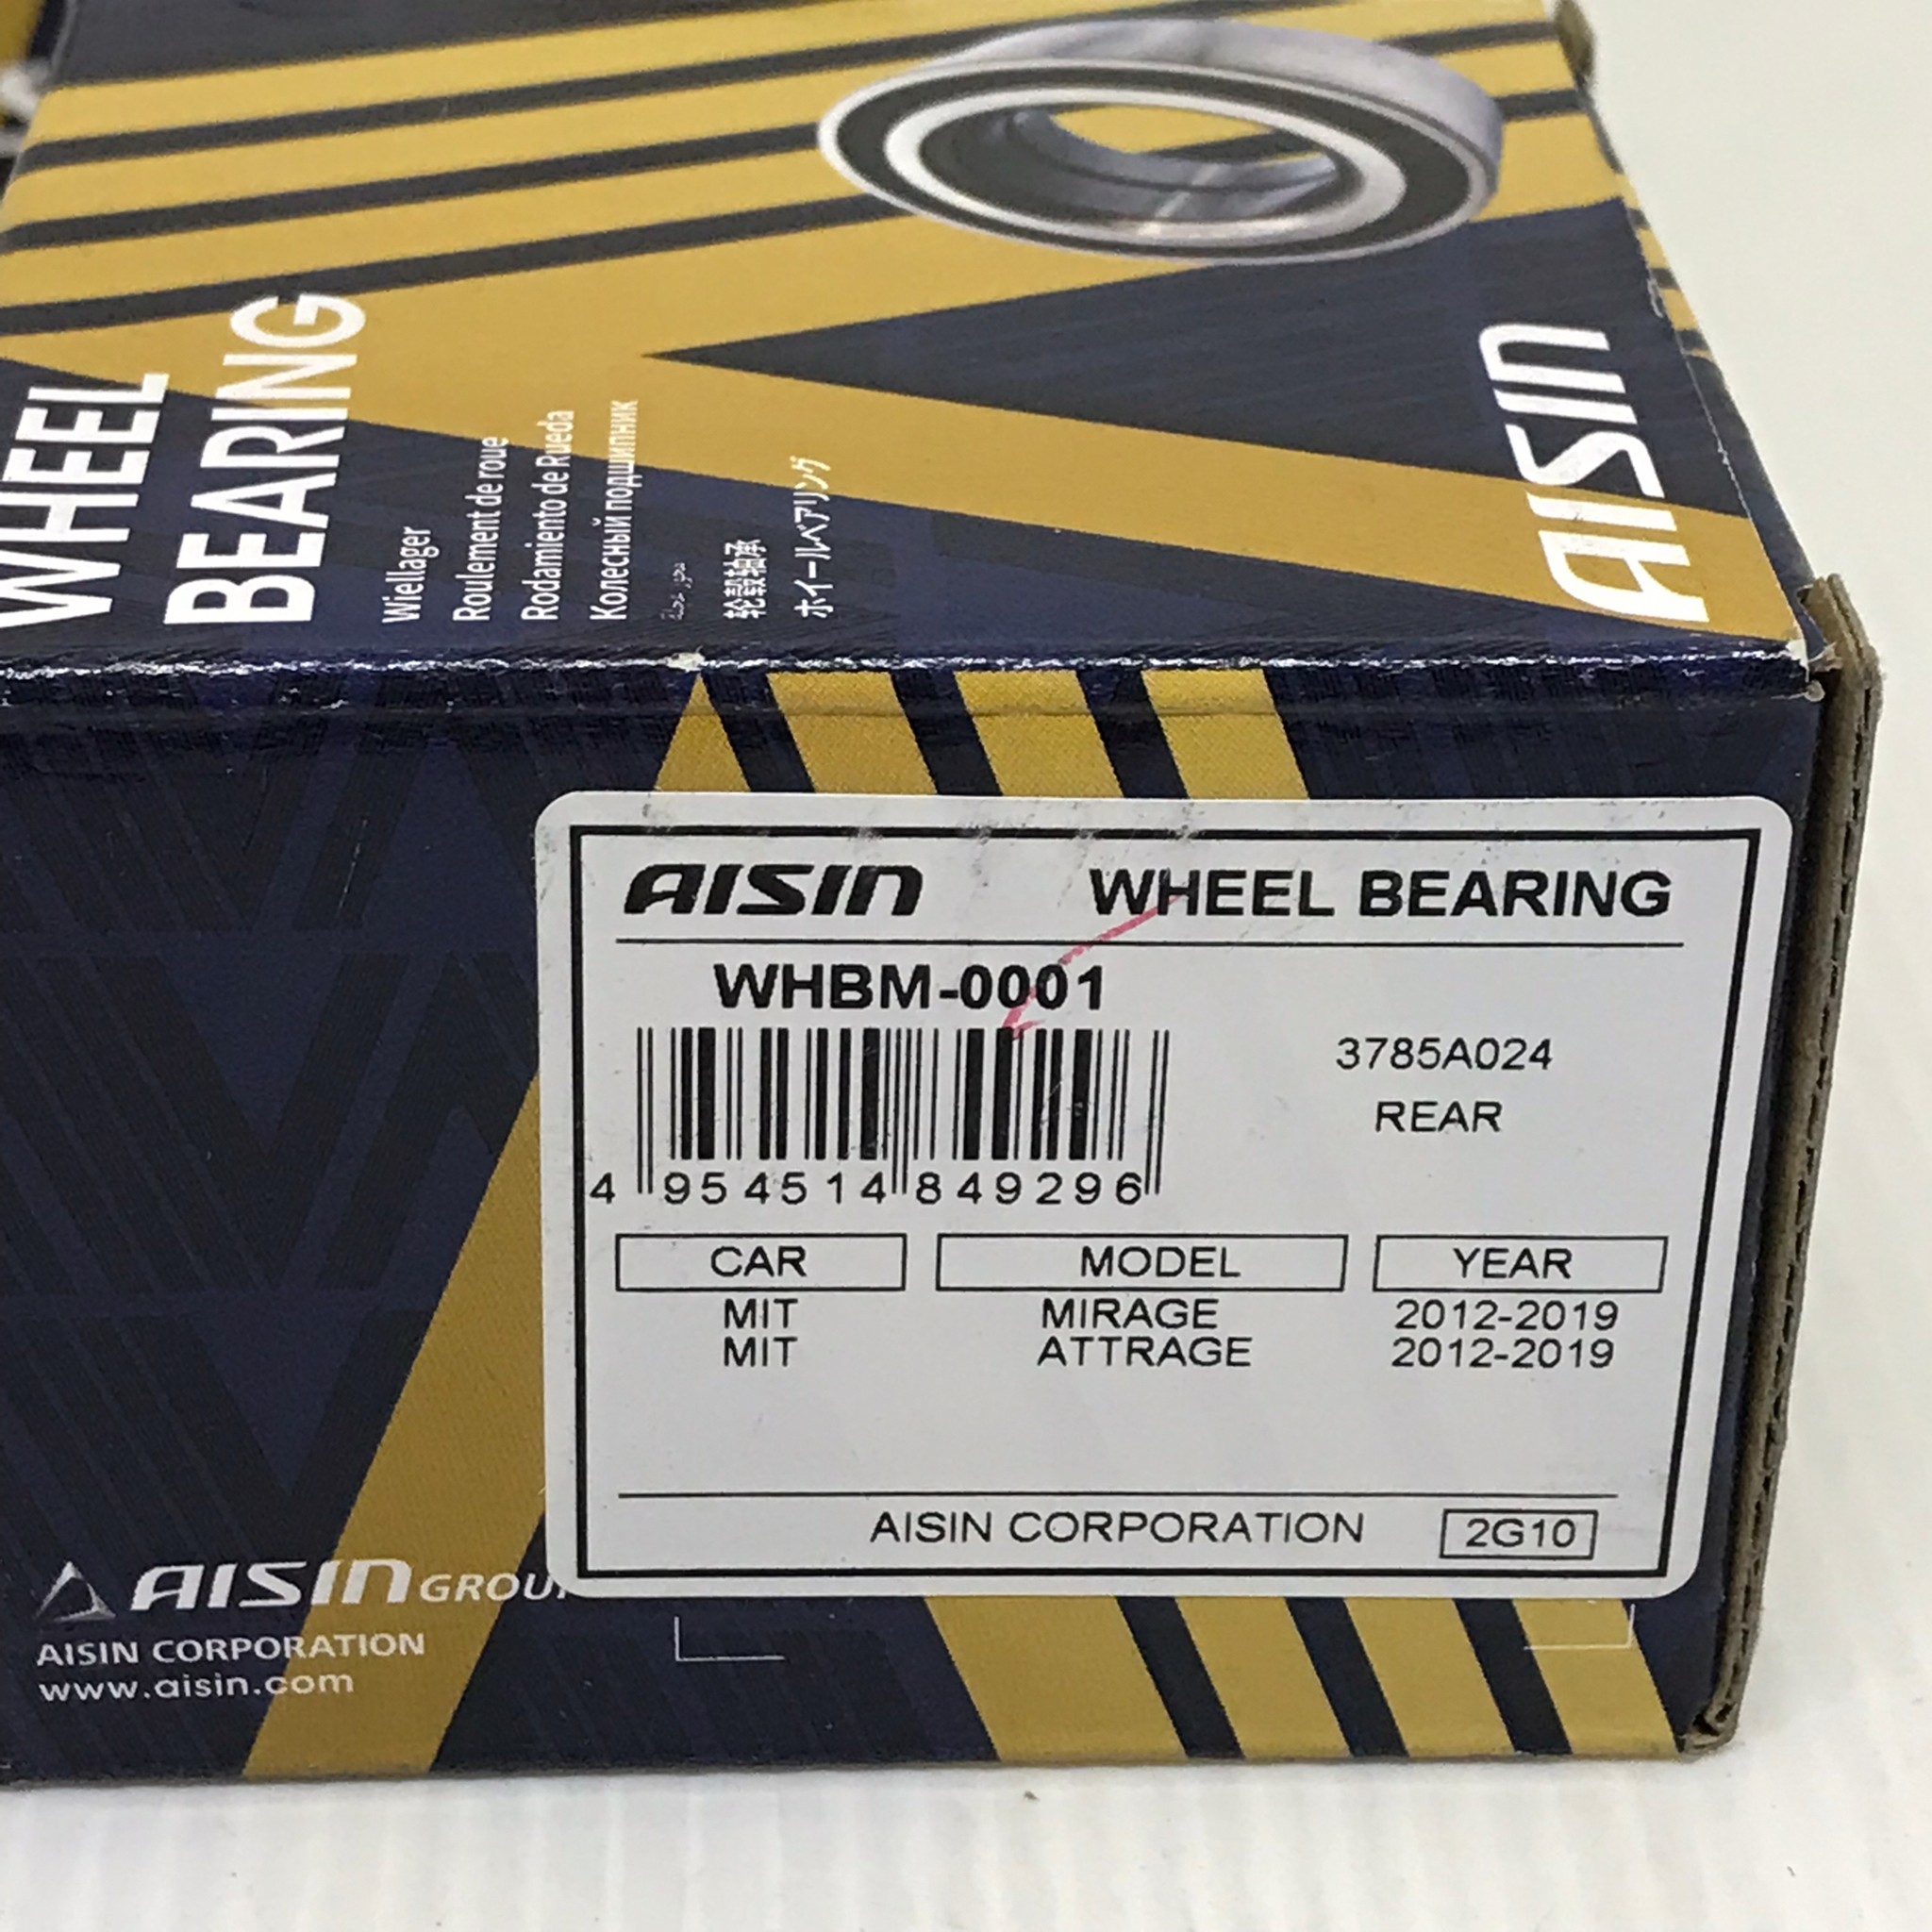 WHEEL
BEARING
Wiellager
Roulement de roue
Rodamiento de Rueda
Колесный подшипник
轮毂轴承
ホイールベアリング
AISIN
AISIN WHEEL BEARING
WHBM-0001
3785A024
REAR
4 954514 849296
CAR MODEL YEAR
MIT MIRAGE 2012-2019
MIT ATTRAGE 2012-2019
AISIN CORPORATION 2G10
AISIN GROU
AISIN CORPORATION
www.aisin.com